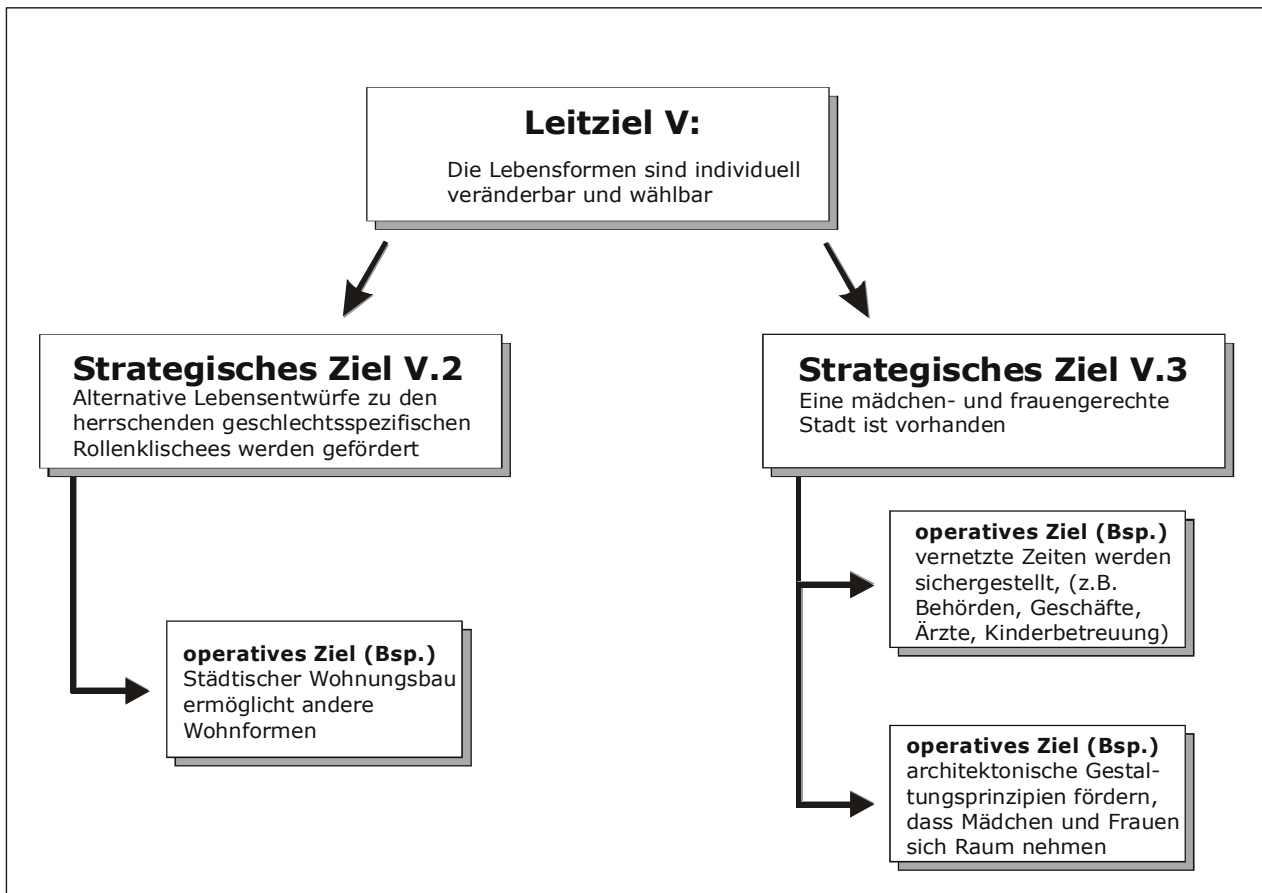 Leitziel V:
Die Lebensformen sind individuell
veränderbar und wählbar
Strategisches Ziel V.2
Alternative Lebensentwürfe zu den
herrschenden geschlechtsspezifischen
Rollenklischees werden gefördert
operatives Ziel (Bsp.)
Städtischer Wohnungsbau
ermöglicht andere
Wohnformen
Strategisches Ziel V.3
Eine mädchen- und frauengerechte
Stadt ist vorhanden
operatives Ziel (Bsp.)
vernetzte Zeiten werden
sichergestellt, (z.B.
Behörden, Geschäfte,
Ärzte, Kinderbetreuung)
operatives Ziel (Bsp.)
architektonische Gestal-
tungsprinzipien fördern,
dass Mädchen und Frauen
sich Raum nehmen